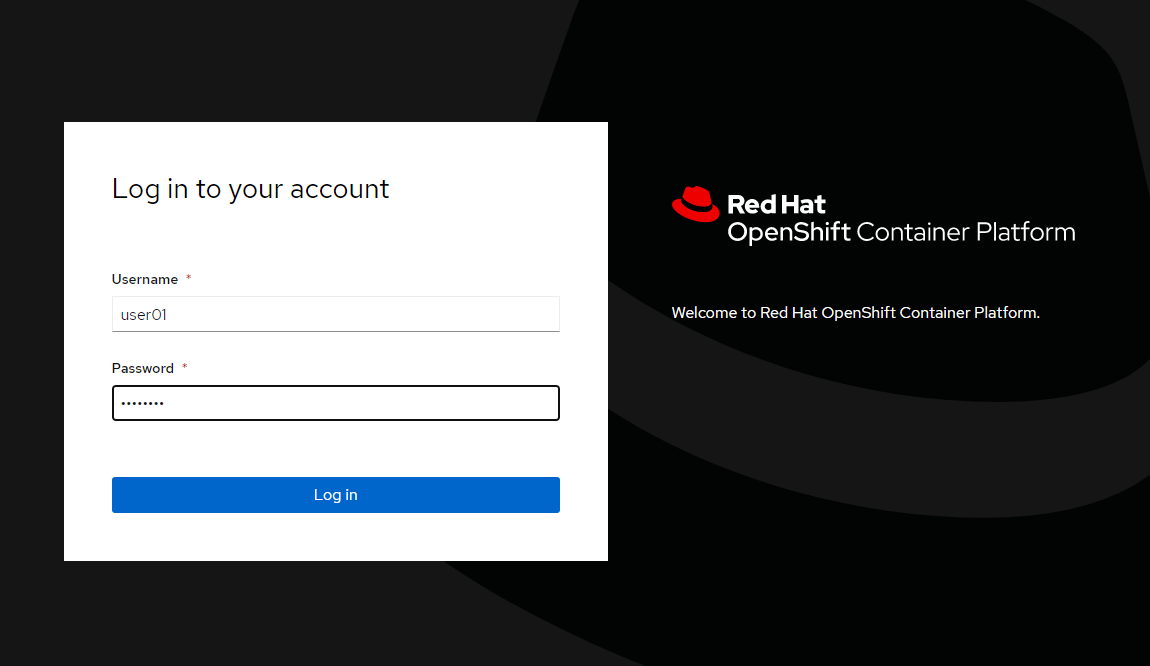 Log in to your account
Username *
user01
Password *
••••••••
Log in
Red Hat
OpenShift Container Platform
Welcome to Red Hat OpenShift Container Platform.